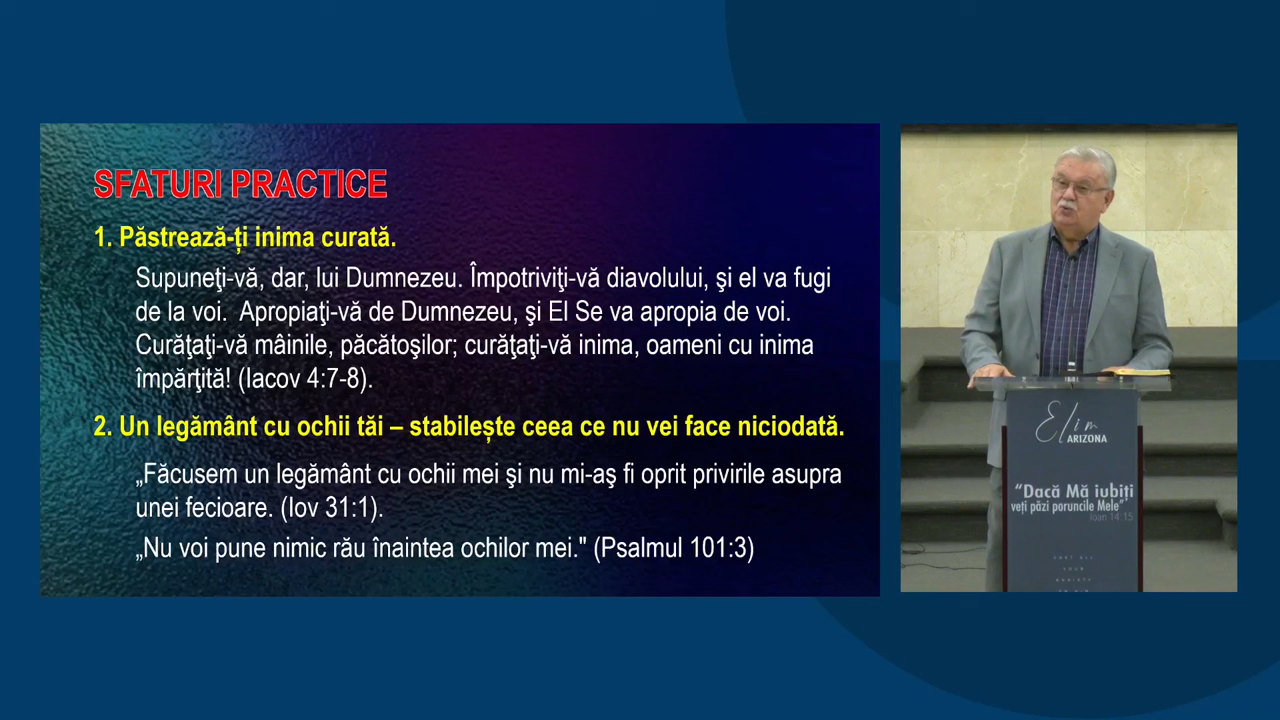 SFATURI PRACTICE
1. Păstrează-ți inima curată.
Supuneţi-vă, dar, lui Dumnezeu. Împotriviţi-vă diavolului, şi el va fugi
de la voi. Apropiaţi-vă de Dumnezeu, şi El Se va apropia de voi.
Curăţaţi-vă mâinile, păcătoşilor; curăţaţi-vă inima, oameni cu inima
împărţită! (Iacov 4:7-8).
2. Un legământ cu ochii tăi – stabilește ceea ce nu vei face niciodată.
„Făcusem un legământ cu ochii mei şi nu mi-aş fi oprit privirile asupra
unei fecioare. (Iov 31:1).
„Nu voi pune nimic rău înaintea ochilor mei." (Psalmul 101:3)
Elim
ARIZONA
“Dacă Mă iubiți
veți păzi poruncile Mele”
Ioan 14:15